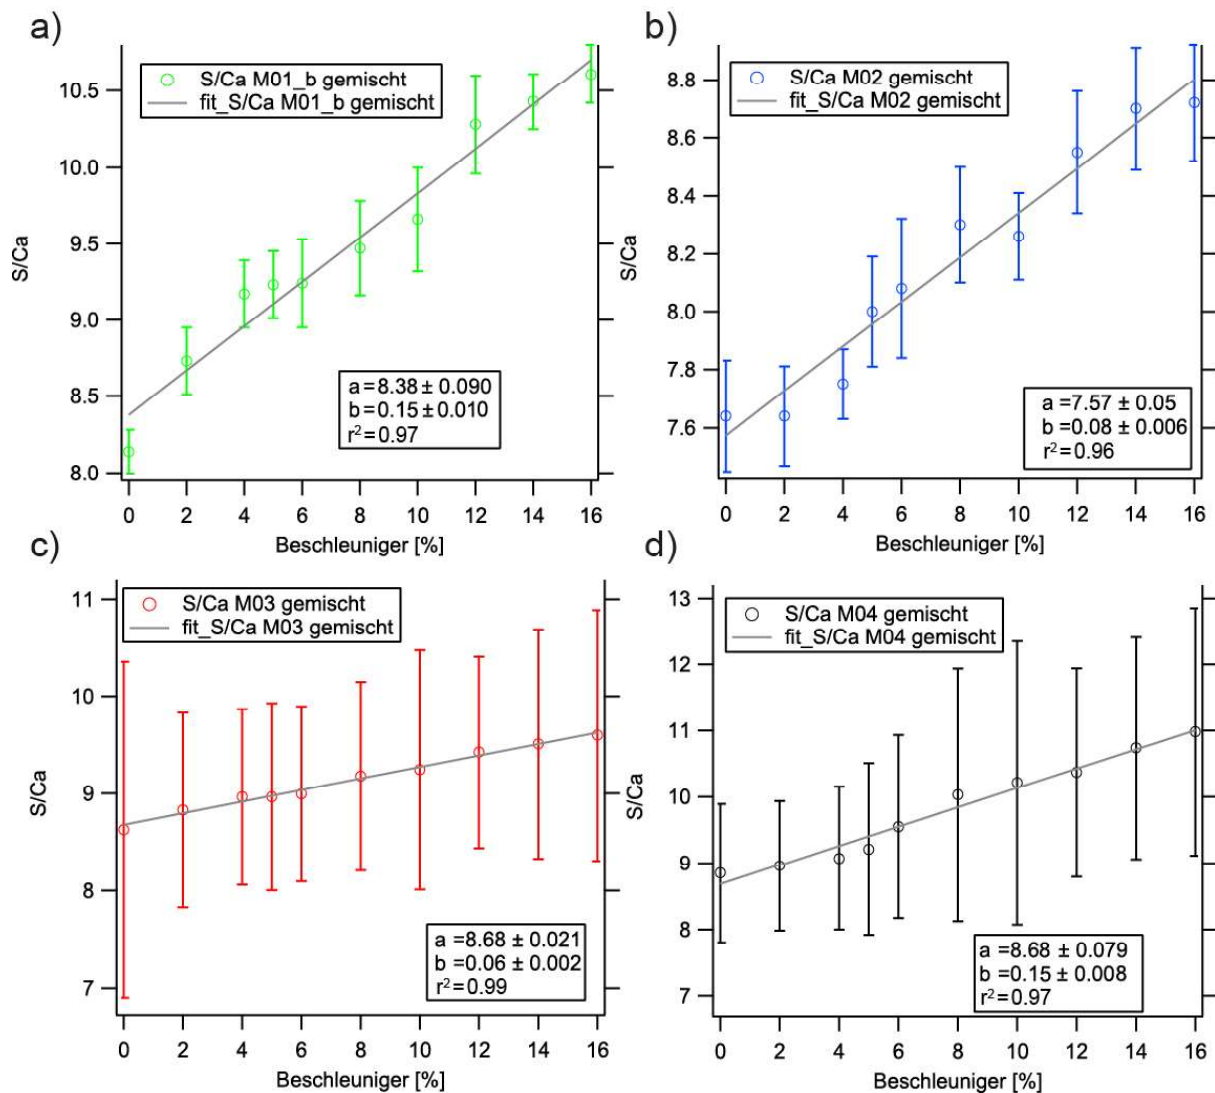 a)
S/Ca M01_b gemischt
fit_S/Ca M01_b gemischt
10.5
10.0
9.5
9.0
8.5
8.0
S/Ca
a =8.38 ± 0.090
b =0.15 ± 0.010
r² =0.97
0 2 4 6 8 10 12 14 16
Beschleuniger [%]
b)
S/Ca M02 gemischt
fit_S/Ca M02 gemischt
8.8
8.6
8.4
8.2
8.0
7.8
7.6
S/Ca
a =7.57 ± 0.05
b =0.08 ± 0.006
r² =0.96
0 2 4 6 8 10 12 14 16
Beschleuniger [%]
c)
S/Ca M03 gemischt
fit_S/Ca M03 gemischt
11
10
9
8
7
S/Ca
a =8.68 ± 0.021
b =0.06 ± 0.002
r² =0.99
0 2 4 6 8 10 12 14 16
Beschleuniger [%]
d)
S/Ca M04 gemischt
fit_S/Ca M04 gemischt
13
12
11
10
9
8
7
S/Ca
a =8.68 ± 0.079
b =0.15 ± 0.008
r² =0.97
0 2 4 6 8 10 12 14 16
Beschleuniger [%]